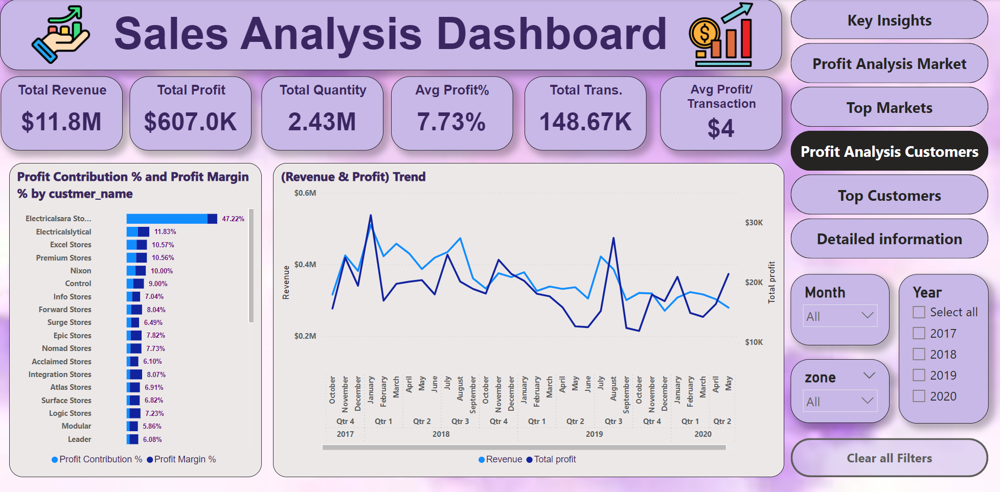 Sales Analysis Dashboard
Key Insights
Profit Analysis Market
Top Markets
Profit Analysis Customers
Top Customers
Detailed information
Total Revenue
$11.8M
Total Profit
$607.0K
Total Quantity
2.43M
Avg Profit%
7.73%
Total Trans.
148.67K
Avg Profit/
Transaction
$4
Profit Contribution % and Profit Margin
% by custmer_name
Electricalsara Sto... 47.22%
Electricalslytical 11.83%
Excel Stores 10.57%
Premium Stores 10.56%
Nixon 10.00%
Control 9.00%
Info Stores 7.04%
Forward Stores 8.04%
Surge Stores 6.49%
Epic Stores 7.82%
Nomad Stores 7.73%
Acclaimed Stores 6.10%
Integration Stores 8.07%
Atlas Stores 6.91%
Surface Stores 6.82%
Logic Stores 7.23%
Modular 5.86%
Leader 6.08%
Profit Contribution % Profit Margin %
(Revenue & Profit) Trend
$0.6M
$0.4M
$0.2M
Revenue
$30K
$20K
$10K
Total profit
October November December January February March April May June July August September October November December January February March April May June July August September October November December January February March April May
Qtr 4 Qtr 1 Qtr 2 Qtr 3 Qtr 4 Qtr 1 Qtr 2 Qtr 3 Qtr 4 Qtr 1 Qtr 2
2017 2018 2019 2020
Revenue Total profit
Month
All
zone
All
Year
Select all
2017
2018
2019
2020
Clear all Filters